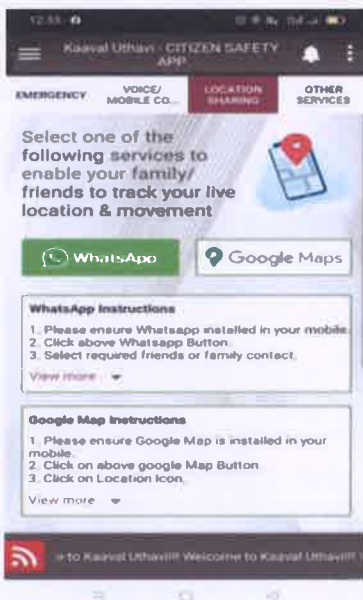 12:55
Kaaval Uthavi - CITIZEN SAFETY
APP
EMERGENCY
VOICE/
MOBILE CO...
LOCATION
SHARING
OTHER
SERVICES
Select one of the
following services to
enable your family/
friends to track your live
location & movement
WhatsApp
Google Maps
WhatsApp Instructions
1. Please ensure Whatsapp installed in your mobile.
2. Click above Whatsapp Button.
3. Select required friends or family contact.
View more
Google Map Instructions
1. Please ensure Google Map is installed in your
mobile.
2. Click on above google Map Button
3. Click on Location Icon.
View more
to Kaaval Uthavi!!! Welcome to Kaaval Uthavi!!!